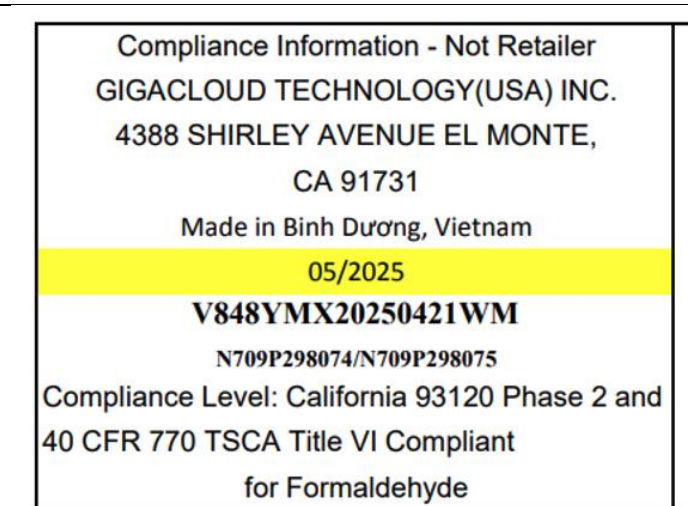 Compliance Information - Not Retailer
GIGACLOUD TECHNOLOGY(USA) INC.
4388 SHIRLEY AVENUE EL MONTE,
CA 91731
Made in Bình Dương, Vietnam
05/2025
V848YMX20250421WM
N709P298074/N709P298075
Compliance Level: California 93120 Phase 2 and
40 CFR 770 TSCA Title VI Compliant
for Formaldehyde